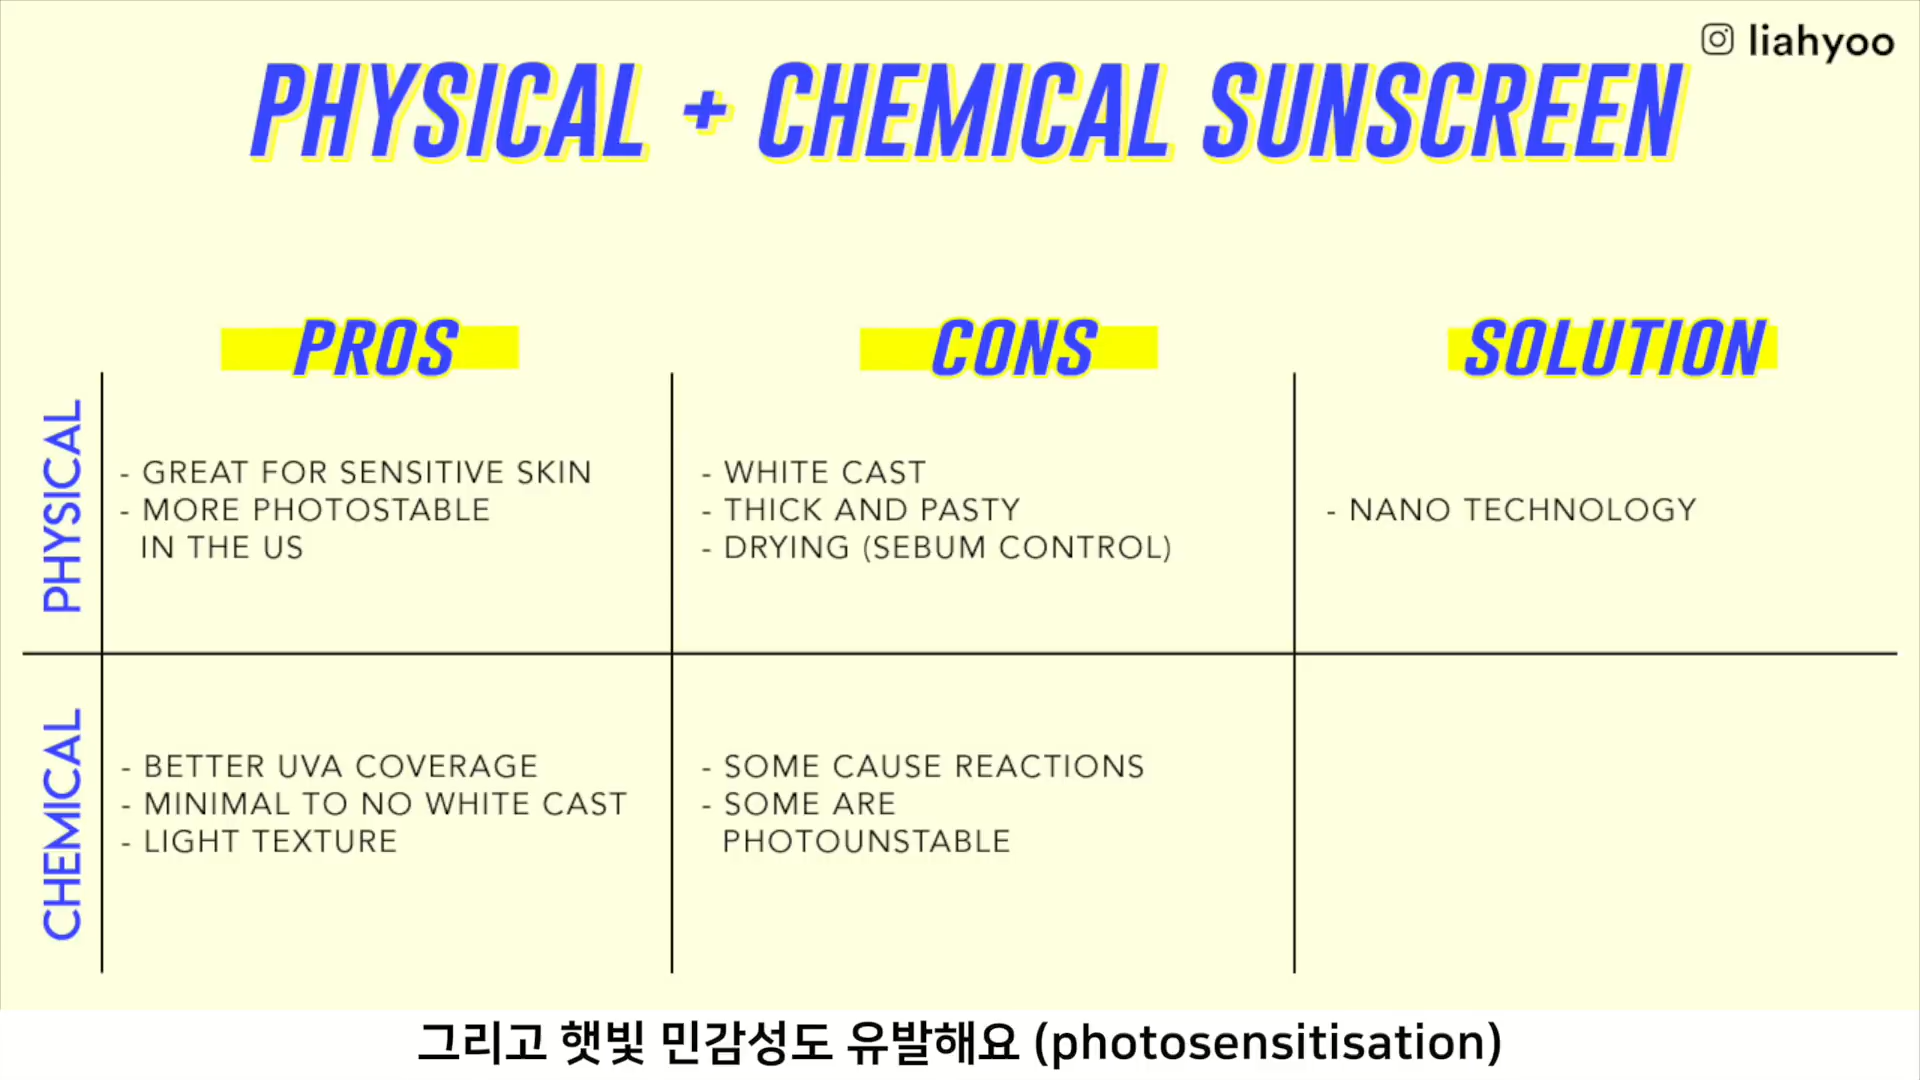 liahyoo
PHYSICAL + CHEMICAL SUNSCREEN
PROS
CONS
SOLUTION
PHYSICAL
- GREAT FOR SENSITIVE SKIN
- MORE PHOTOSTABLE
IN THE US
- WHITE CAST
- THICK AND PASTY
- DRYING (SEBUM CONTROL)
- NANO TECHNOLOGY
CHEMICAL
- BETTER UVA COVERAGE
- MINIMAL TO NO WHITE CAST
- LIGHT TEXTURE
- SOME CAUSE REACTIONS
- SOME ARE
PHOTOUNSTABLE
그리고 햇빛 민감성도 유발해요 (photosensitisation)